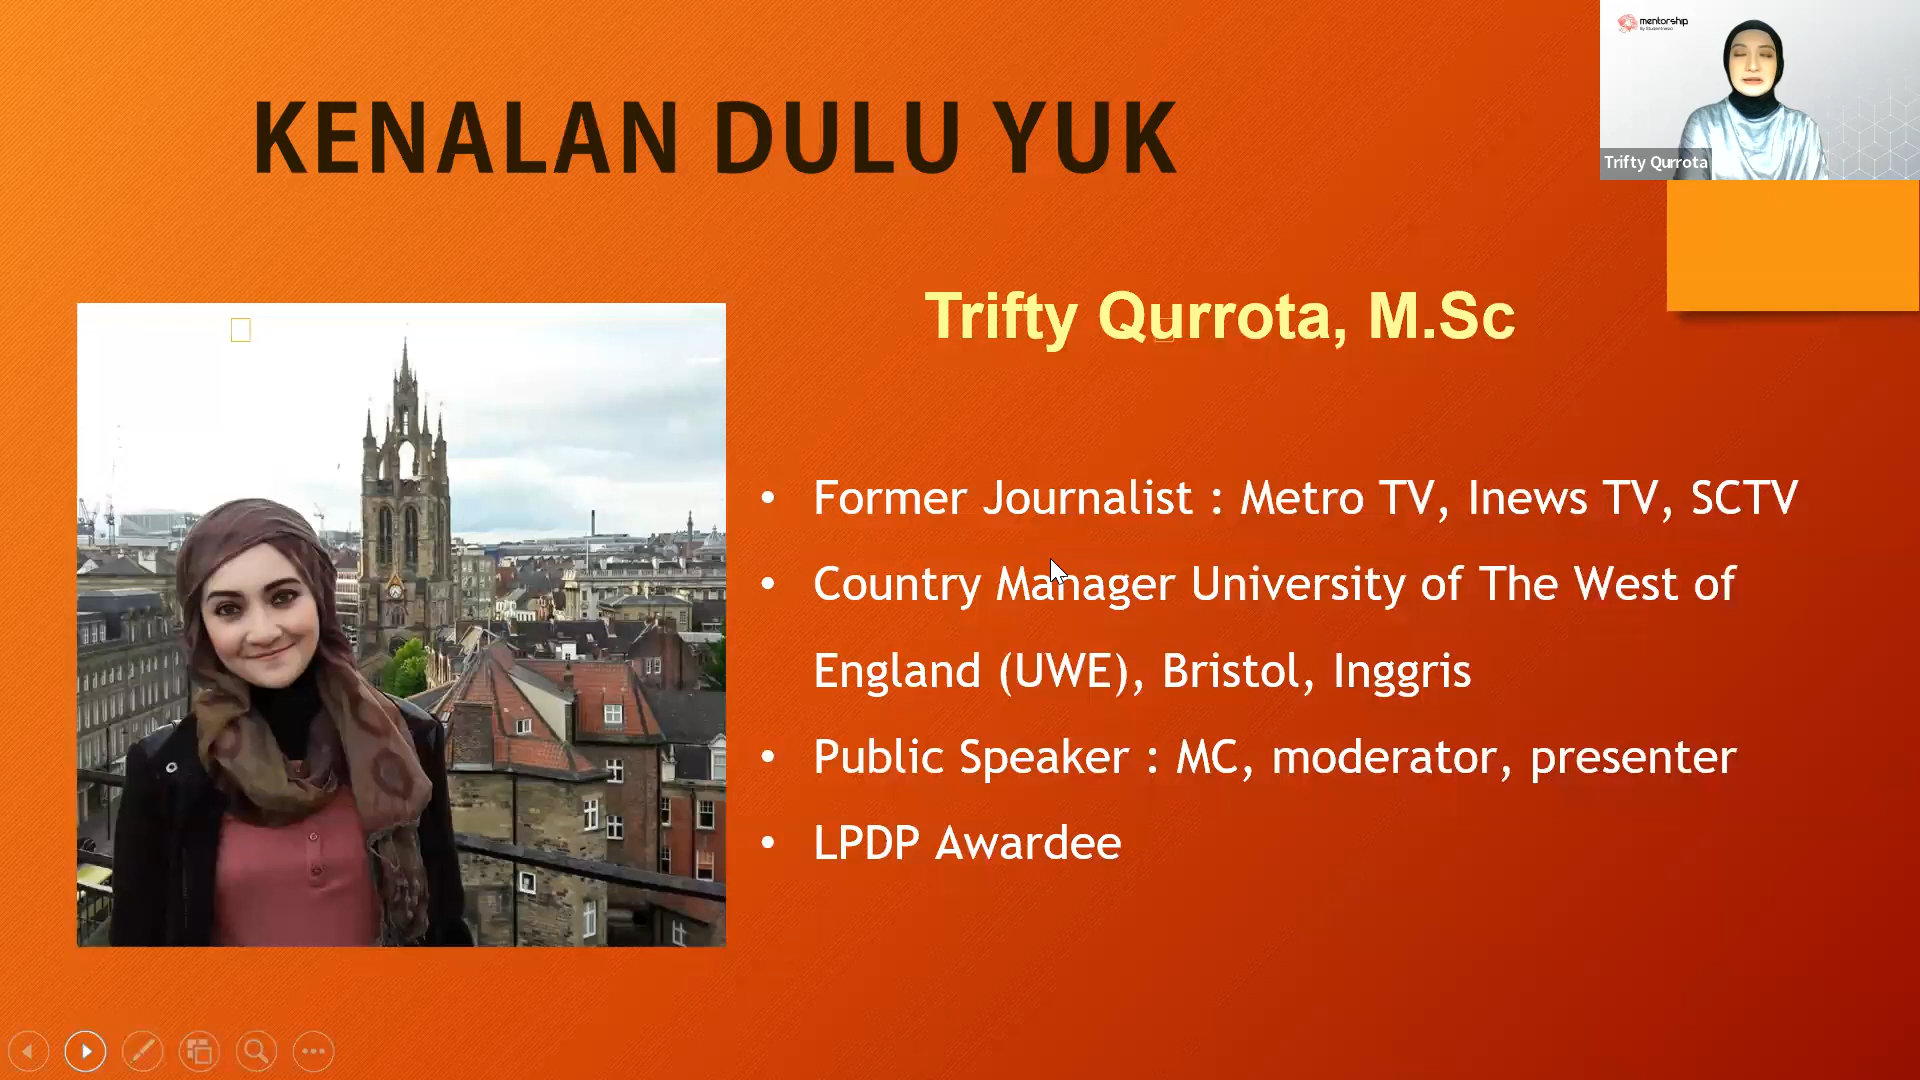 KENALAN DULU YUK
mentorship
Trifty Qurrota
Trifty Qurrota, M.Sc
• Former Journalist : Metro TV, Inews TV, SCTV
• Country Manager University of The West of
England (UWE), Bristol, Inggris
• Public Speaker : MC, moderator, presenter
• LPDP Awardee